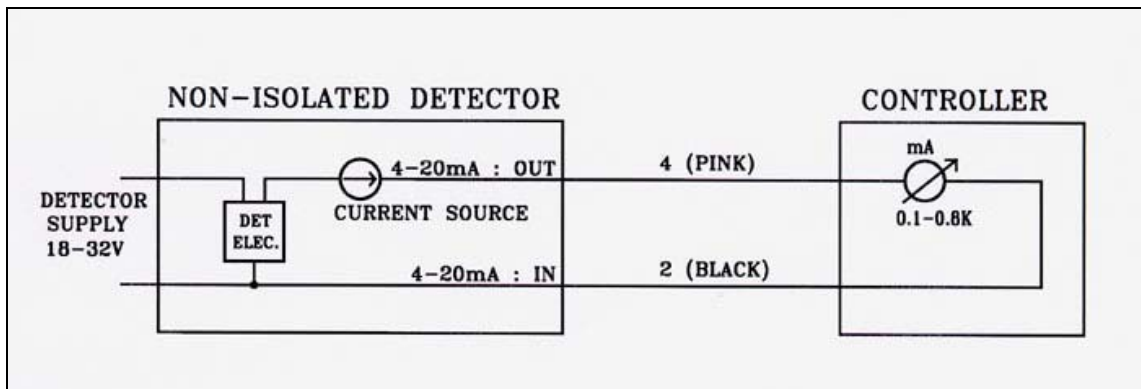 NON-ISOLATED DETECTOR
CONTROLLER
4-20mA : OUT
4 (PINK)
mA
DETECTOR
SUPPLY
18-32V
DET
ELEC.
CURRENT SOURCE
0.1-0.8K
4-20mA : IN
2 (BLACK)